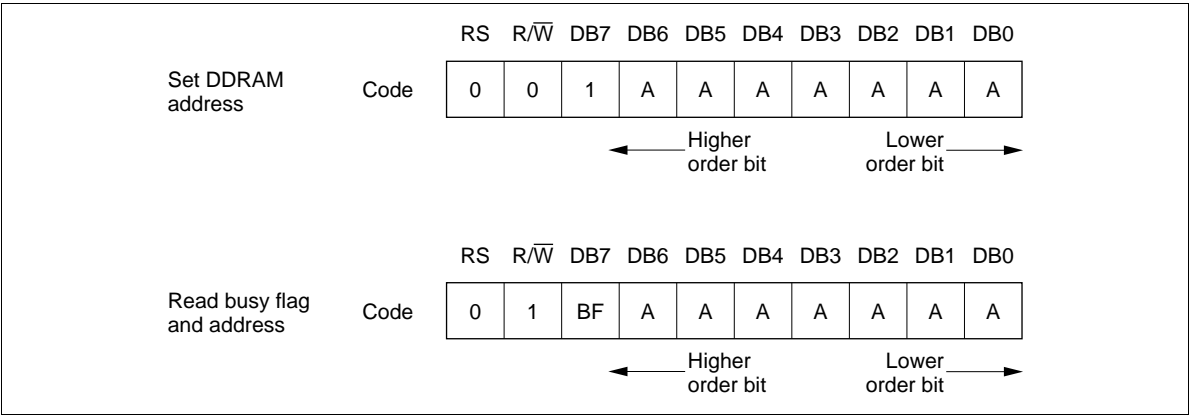 RS R/W̅ DB7 DB6 DB5 DB4 DB3 DB2 DB1 DB0
Set DDRAM
address
Code 0 0 1 A A A A A A A
Higher
order bit
Lower
order bit
RS R/W̅ DB7 DB6 DB5 DB4 DB3 DB2 DB1 DB0
Read busy flag
and address
Code 0 1 BF A A A A A A A
Higher
order bit
Lower
order bit